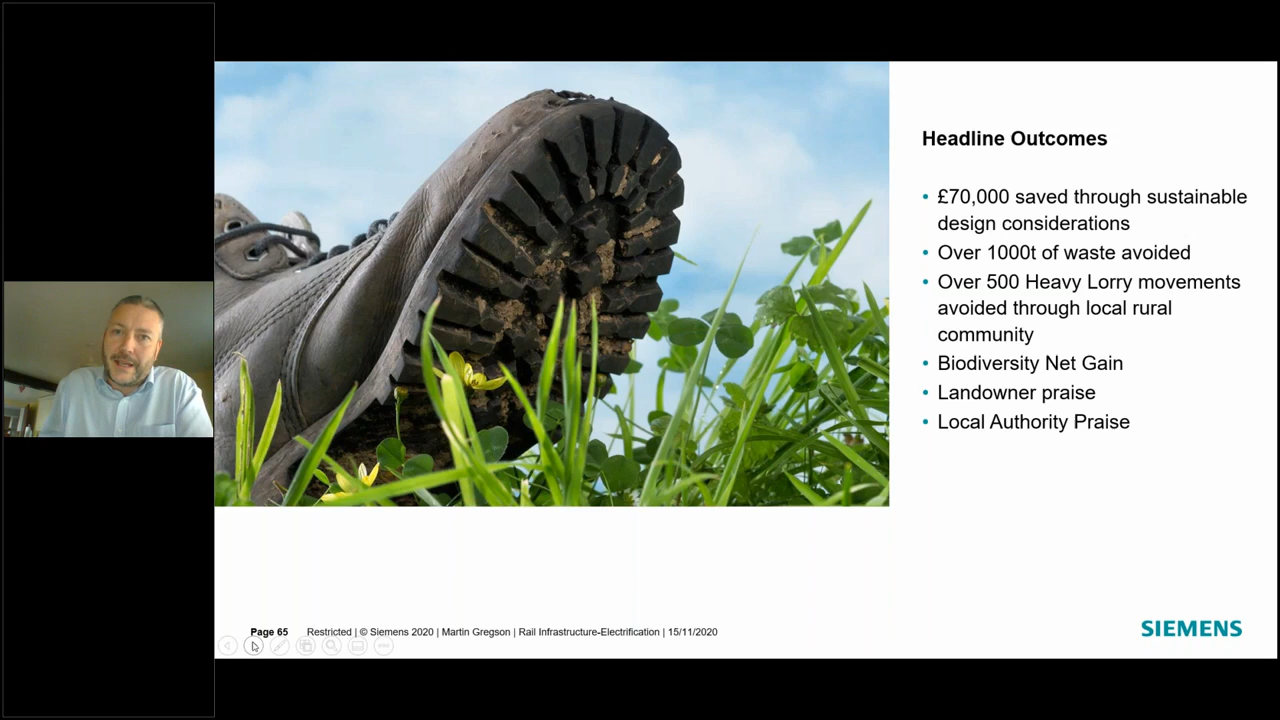 Headline Outcomes
• £70,000 saved through sustainable
design considerations
• Over 1000t of waste avoided
• Over 500 Heavy Lorry movements
avoided through local rural
community
• Biodiversity Net Gain
• Landowner praise
• Local Authority Praise
Page 65 Restricted | © Siemens 2020 | Martin Gregson | Rail Infrastructure-Electrification | 15/11/2020
SIEMENS